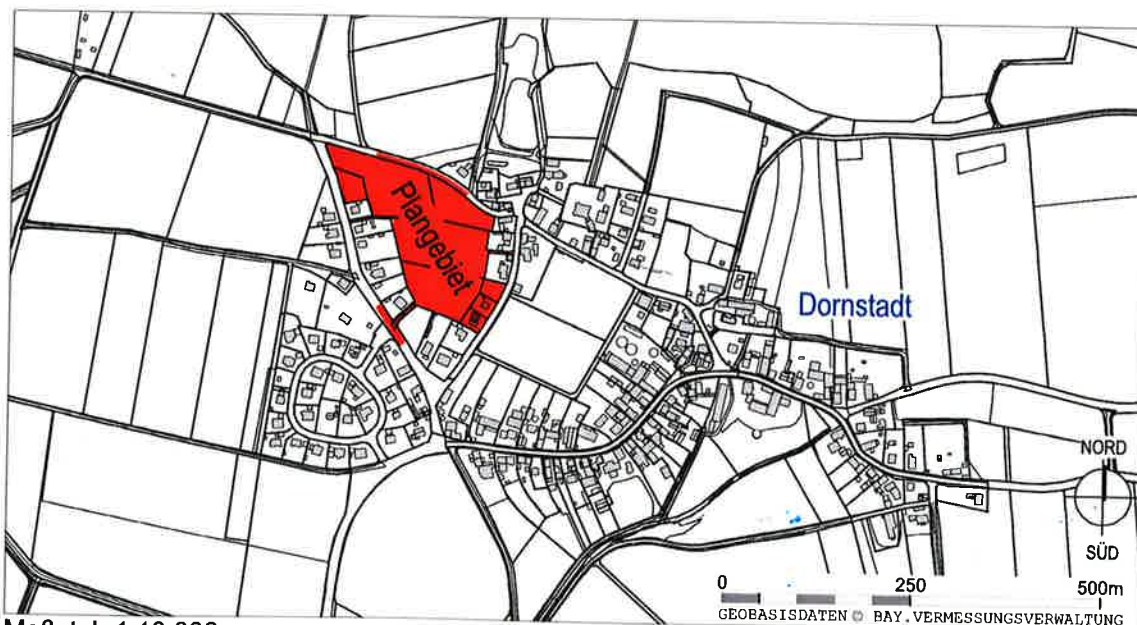 Plangebiet
Dornstadt
NORD
SÜD
0 250 500m
GEOBASISDATEN © BAY.VERMESSUNGSVERWALTUNG